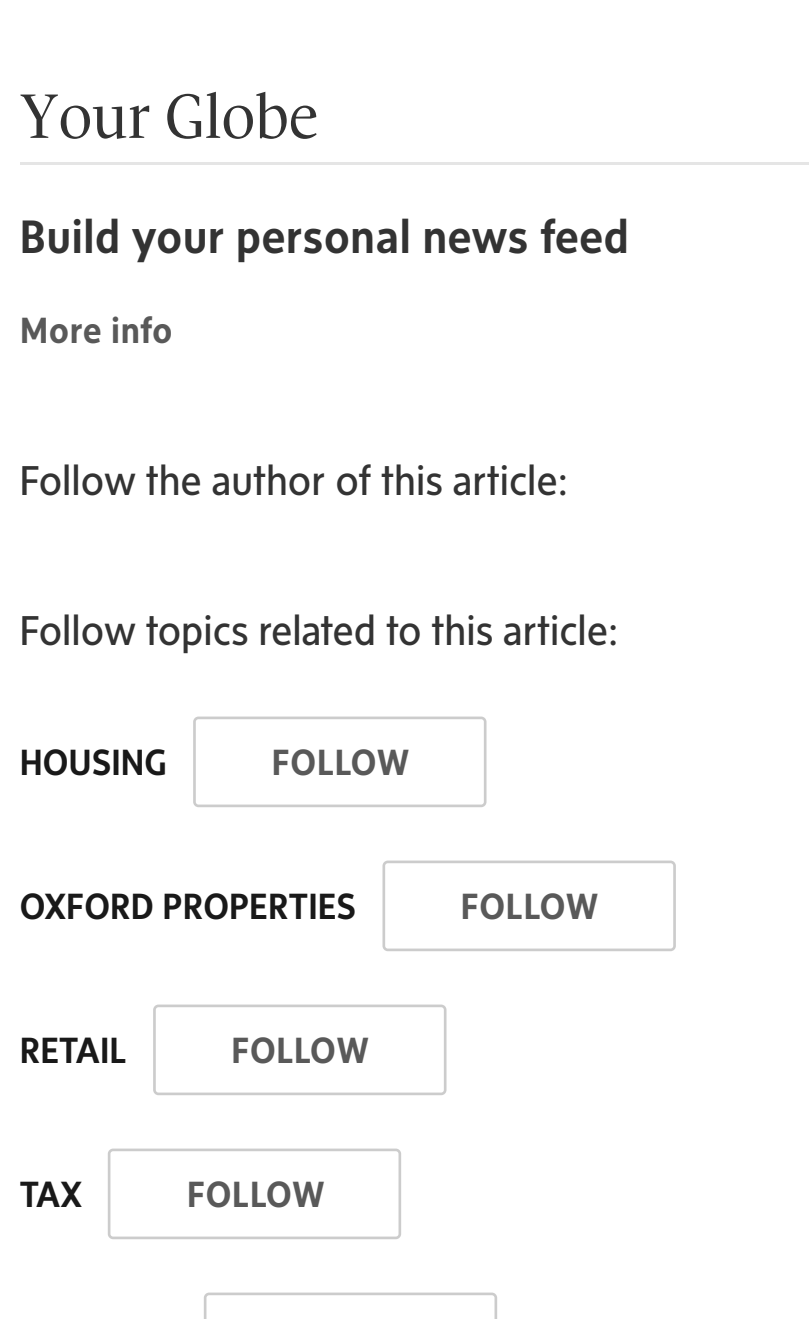 Your Globe
Build your personal news feed
More info
Follow the author of this article:
Follow topics related to this article:
HOUSING FOLLOW
OXFORD PROPERTIES FOLLOW
RETAIL FOLLOW
TAX FOLLOW